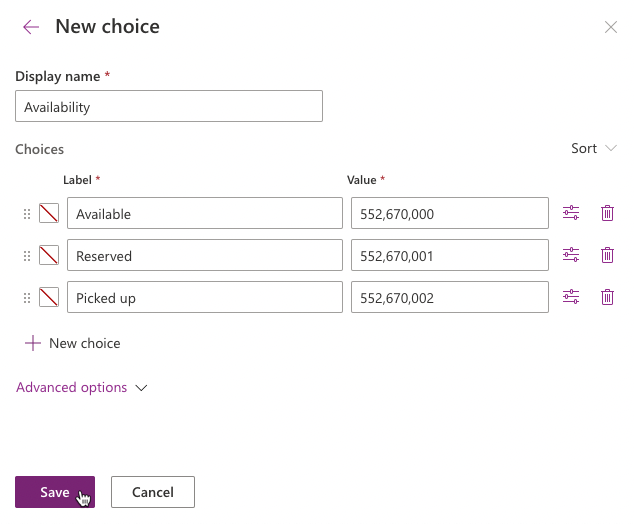 New choice
Display name *
Availability
Choices
Sort
Label * Value *
Available 552,670,000
Reserved 552,670,001
Picked up 552,670,002
New choice
Advanced options
Save Cancel